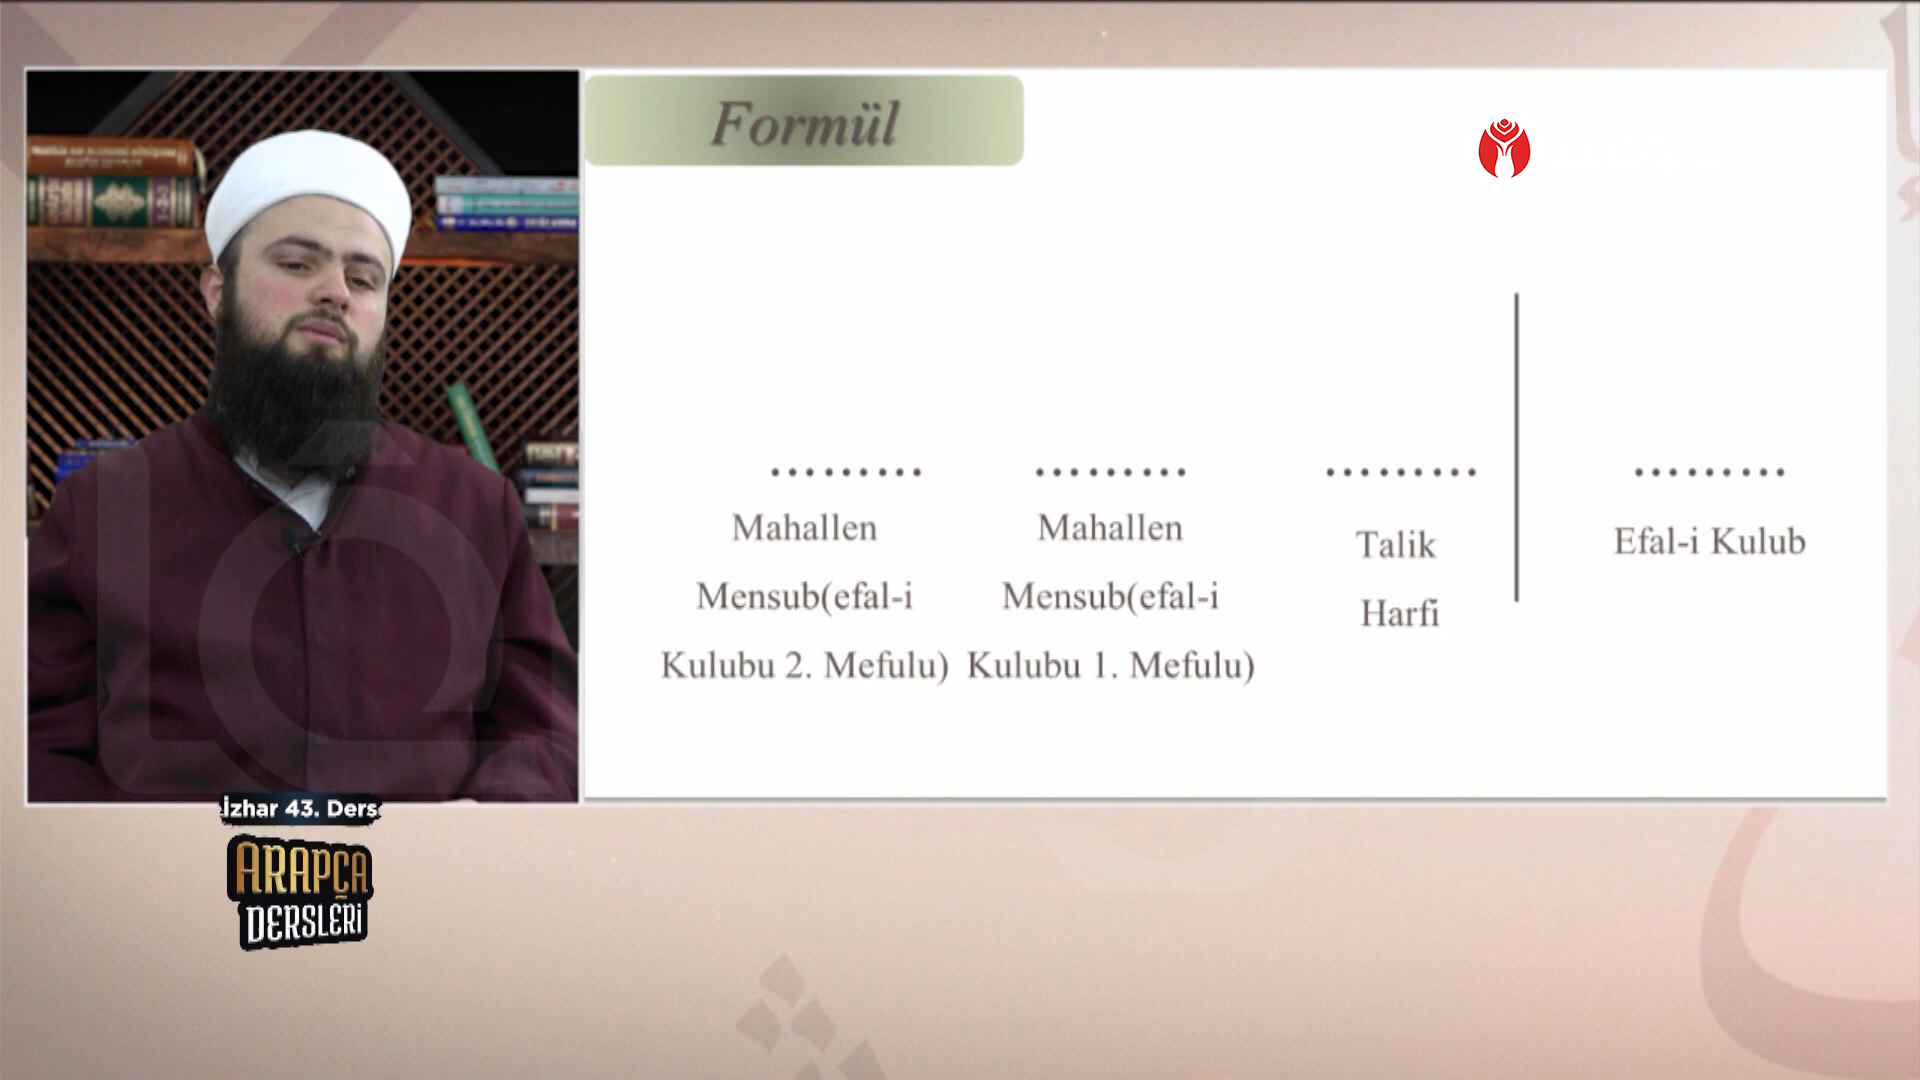 Formül
......... ......... ......... .........
Mahallen
Mensub(efal-i
Kulubu 2. Mefulu)
Mahallen
Mensub(efal-i
Kulubu 1. Mefulu)
Talik
Harfi
Efal-i Kulub
İzhar 43. Ders
ARAPÇA
DERSLERİ